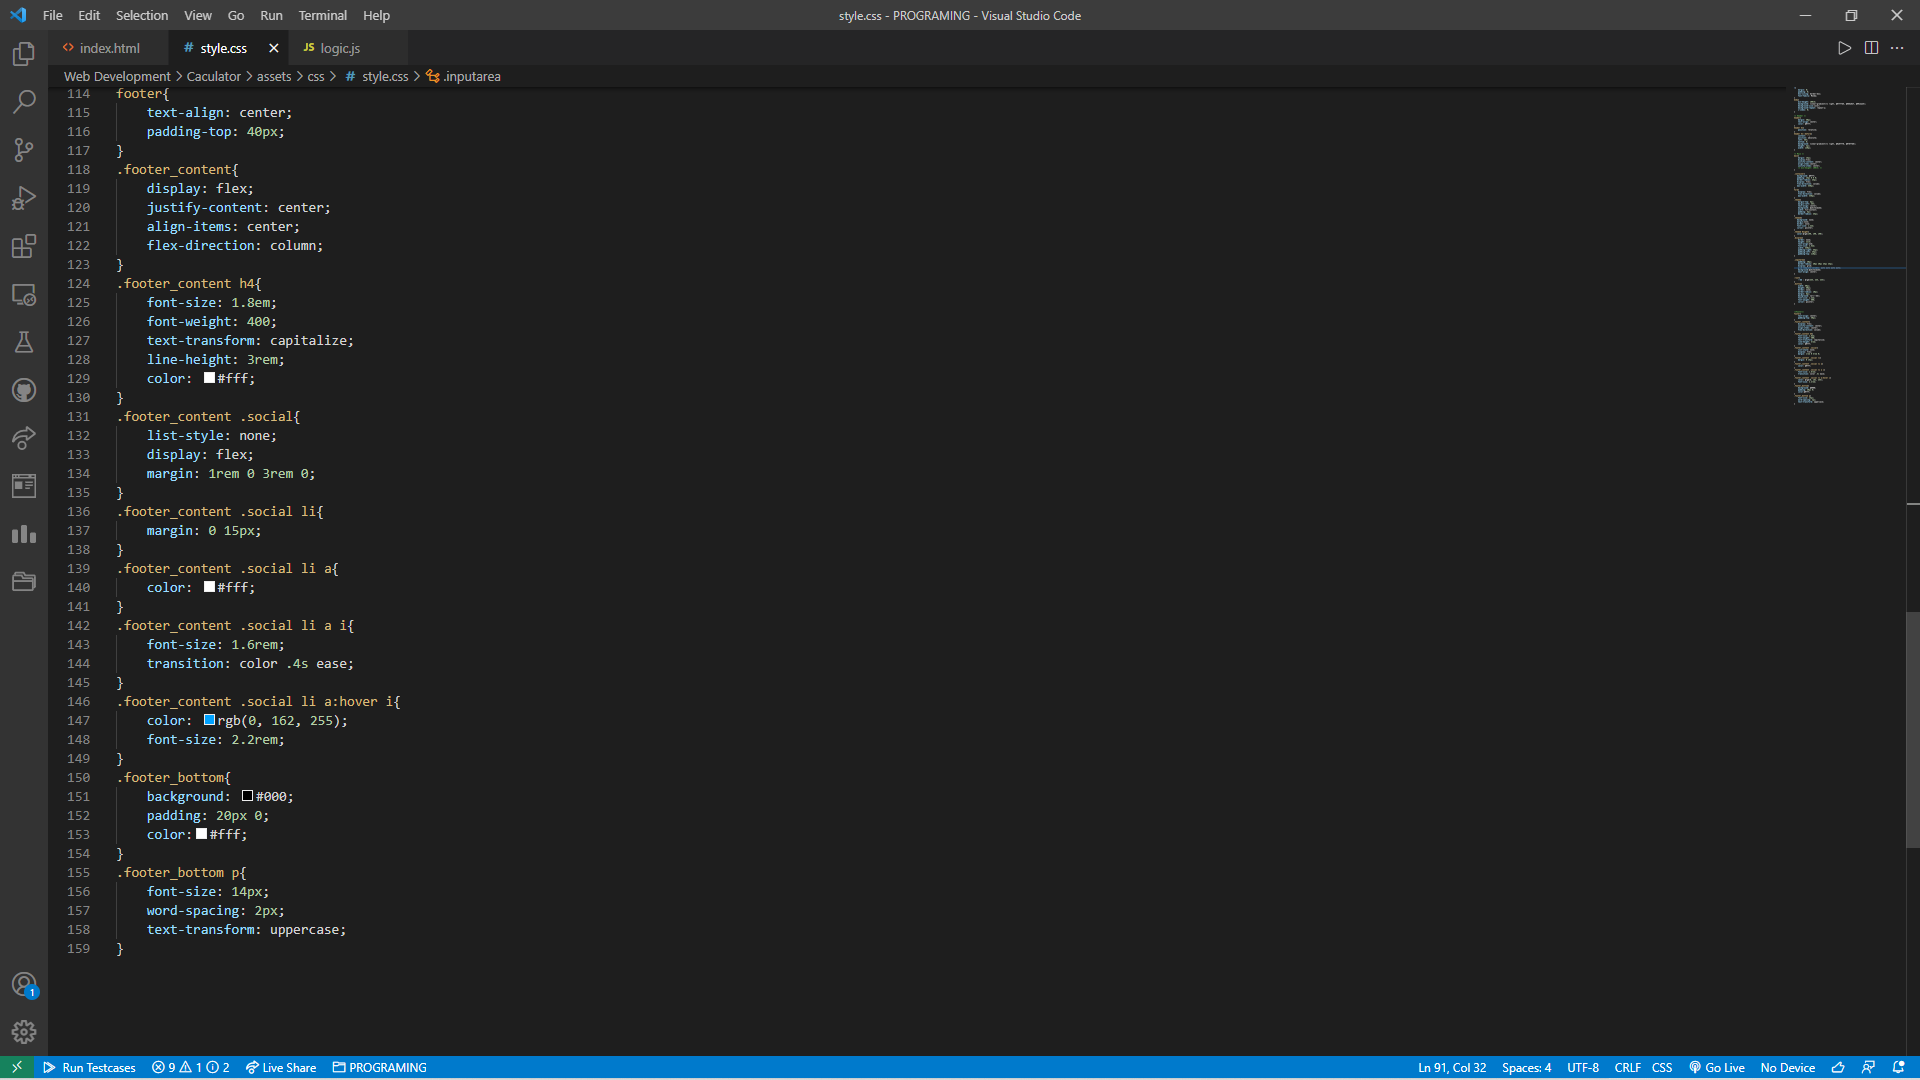 File Edit Selection View Go Run Terminal Help
style.css - PROGRAMING - Visual Studio Code
index.html
# style.css
JS logic.js
Web Development > Caculator > assets > css > # style.css > .inputarea
114 footer{
115 text-align: center;
116 padding-top: 40px;
117 }
118 .footer_content{
119 display: flex;
120 justify-content: center;
121 align-items: center;
122 flex-direction: column;
123 }
124 .footer_content h4{
125 font-size: 1.8em;
126 font-weight: 400;
127 text-transform: capitalize;
128 line-height: 3rem;
129 color: #fff;
130 }
131 .footer_content .social{
132 list-style: none;
133 display: flex;
134 margin: 1rem 0 3rem 0;
135 }
136 .footer_content .social li{
137 margin: 0 15px;
138 }
139 .footer_content .social li a{
140 color: #fff;
141 }
142 .footer_content .social li a i{
143 font-size: 1.6rem;
144 transition: color .4s ease;
145 }
146 .footer_content .social li a:hover i{
147 color: rgb(0, 162, 255);
148 font-size: 2.2rem;
149 }
150 .footer_bottom{
151 background: #000;
152 padding: 20px 0;
153 color:#fff;
154 }
155 .footer_bottom p{
156 font-size: 14px;
157 word-spacing: 2px;
158 text-transform: uppercase;
159 }
1
Run Testcases 9 1 2 Live Share PROGRAMING
Ln 91, Col 32 Spaces: 4 UTF-8 CRLF CSS Go Live No Device